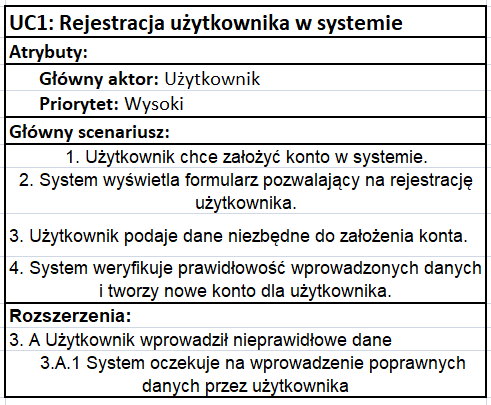 UC1: Rejestracja użytkownika w systemie
Atrybuty:
Główny aktor: Użytkownik
Priorytet: Wysoki
Główny scenariusz:
1. Użytkownik chce założyć konto w systemie.
2. System wyświetla formularz pozwalający na rejestrację
użytkownika.
3. Użytkownik podaje dane niezbędne do założenia konta.
4. System weryfikuje prawidłowość wprowadzonych danych
i tworzy nowe konto dla użytkownika.
Rozszerzenia:
3. A Użytkownik wprowadził nieprawidłowe dane
3.A.1 System oczekuje na wprowadzenie poprawnych
danych przez użytkownika